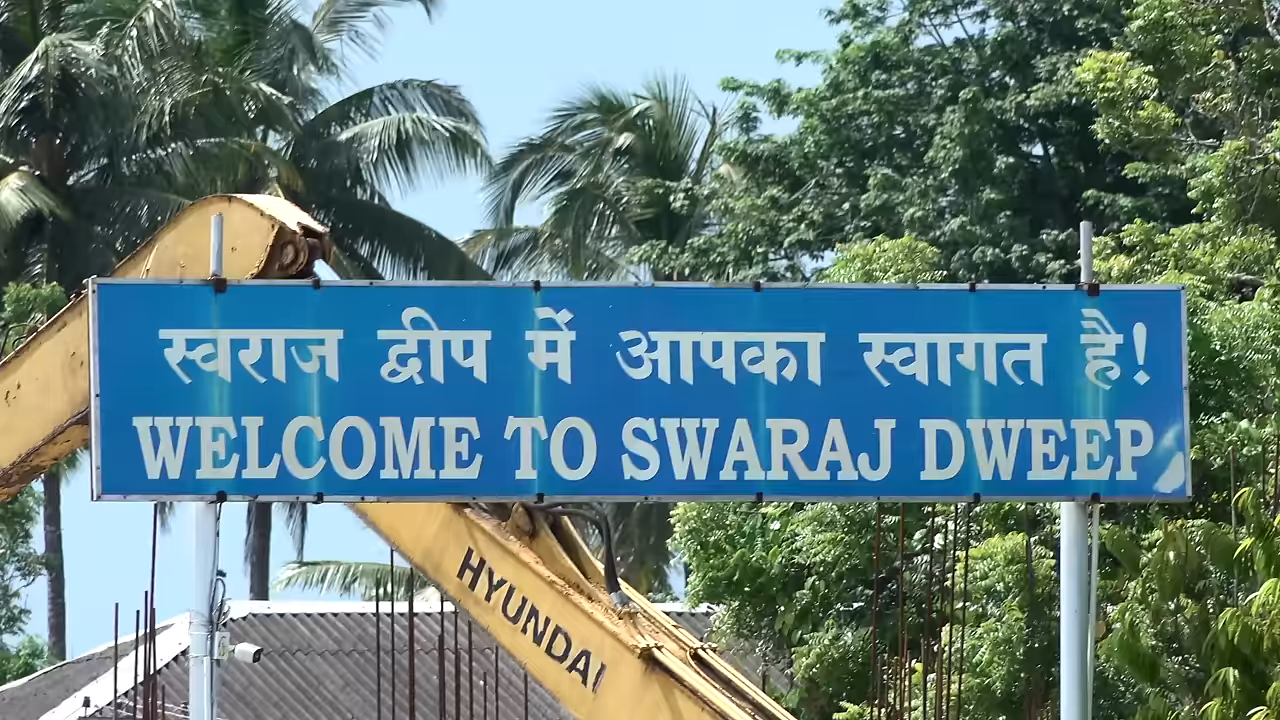 स्वराज द्वीप में आपका स्वागत है!
WELCOME TO SWARAJ DWEEP
HYUNDAI